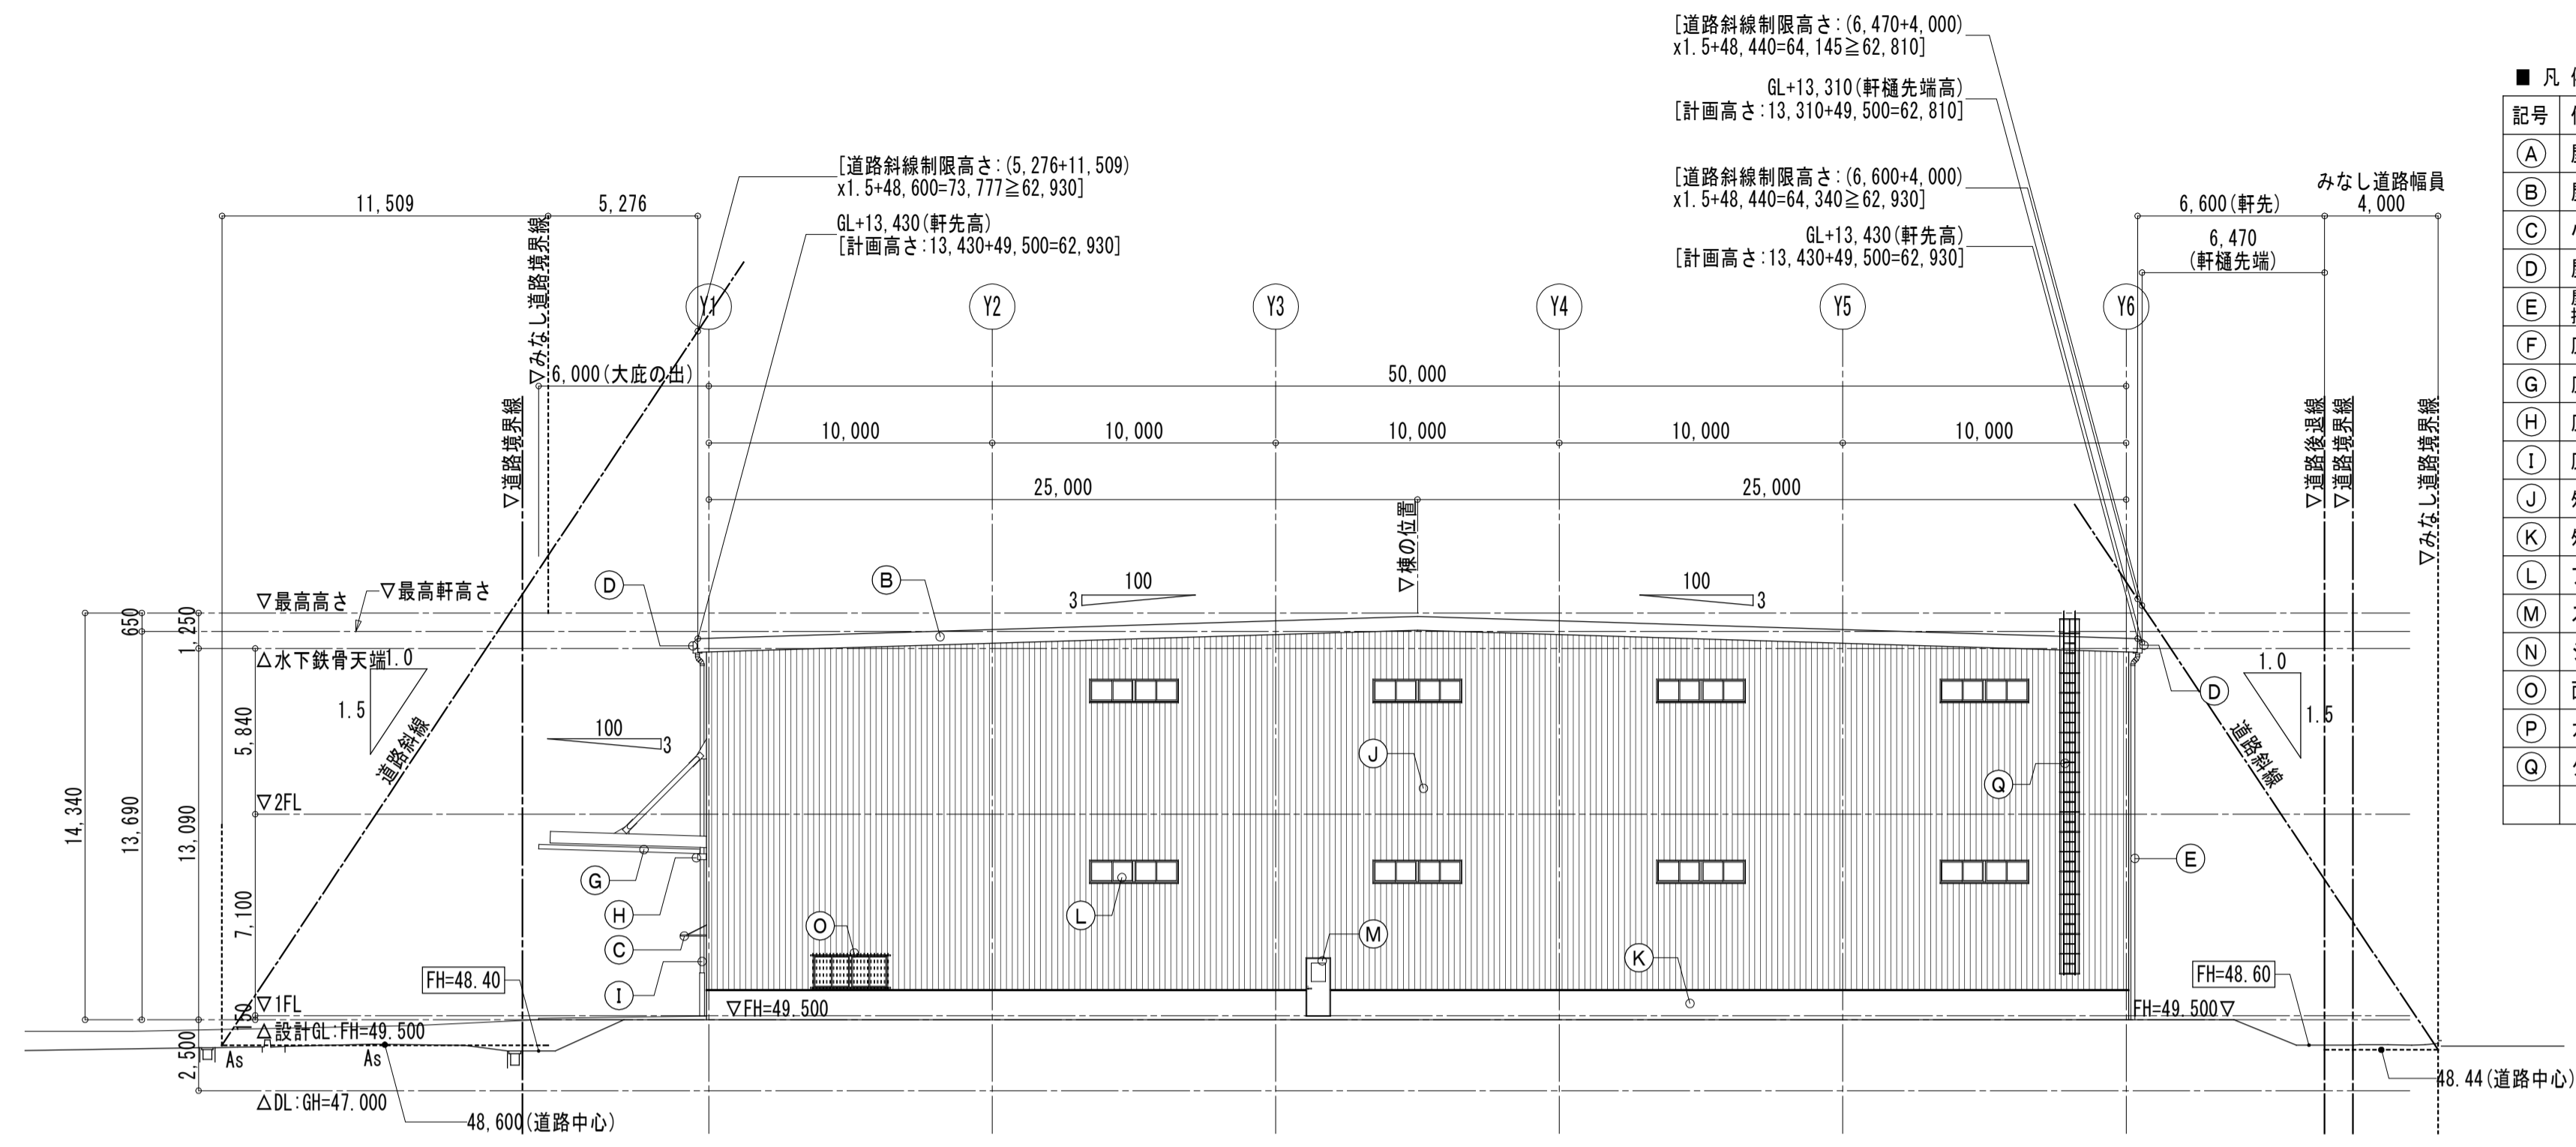 [道路斜線制限高さ:(6,470+4,000)
x1.5+48,440=64,145≧62,810]
GL+13,310(軒樋先端高)
[計画高さ:13,310+49,500=62,810]
[道路斜線制限高さ:(5,276+11,509)
x1.5+48,600=73,777≧62,930]
GL+13,430(軒先高)
[計画高さ:13,430+49,500=62,930]
[道路斜線制限高さ:(6,600+4,000)
x1.5+48,440=64,340≧62,930]
GL+13,430(軒先高)
[計画高さ:13,430+49,500=62,930]
11,509
5,276
みなし道路幅員
6,600(軒先)
4,000
6,470
(軒樋先端)
▽みなし道路境界線
▽道路境界線
Y1
Y2
Y3
Y4
Y5
Y6
6,000(大庇の出)
50,000
10,000
10,000
10,000
10,000
10,000
25,000
25,000
▽棟の位置
▽道路後退線
▽道路境界線
▽みなし道路境界線
▽最高高さ
▽最高軒高さ
650
1,250
△水下鉄骨天端
1.0
1.5
道路斜線
D
B
100
3
100
3
100
3
5,840
14,340
13,690
13,090
▽2FL
7,100
G
H
C
I
O
L
J
M
K
Q
D
E
1.0
1.5
道路斜線
FH=48.40
▽1FL
150
△設計GL:FH=49.500
▽FH=49.500
FH=49.500▽
FH=48.60
2,500
As
As
△DL:GH=47.000
48,600(道路中心)
48.44(道路中心)
■ 凡
記号
A
B
C
D
E
F
G
H
I
J
K
L
M
N
O
P
Q